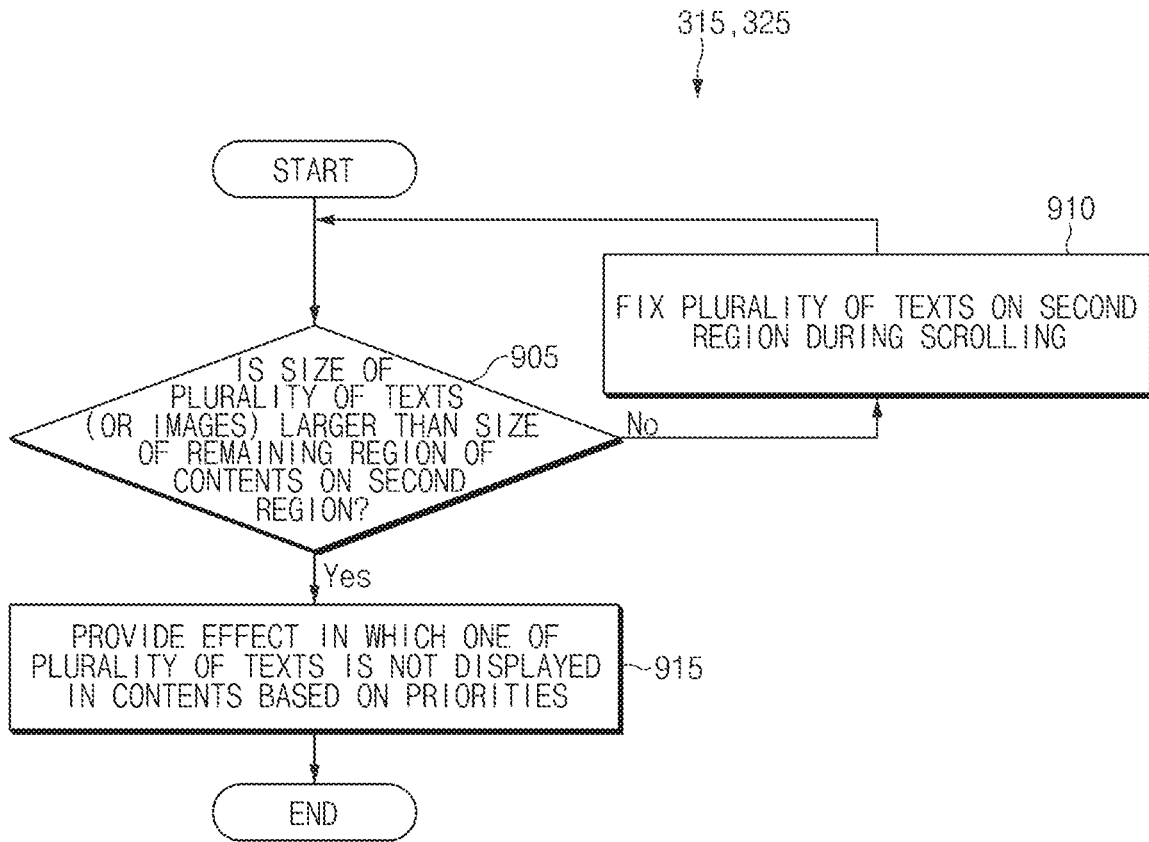 315,325
START
910
FIX PLURALITY OF TEXTS ON SECOND
REGION DURING SCROLLING
905
IS SIZE OF
PLURALITY OF TEXTS
(OR IMAGES) LARGER THAN SIZE
OF REMAINING REGION OF
CONTENTS ON SECOND
REGION?
No
Yes
PROVIDE EFFECT IN WHICH ONE OF
PLURALITY OF TEXTS IS NOT DISPLAYED
IN CONTENTS BASED ON PRIORITIES
915
END